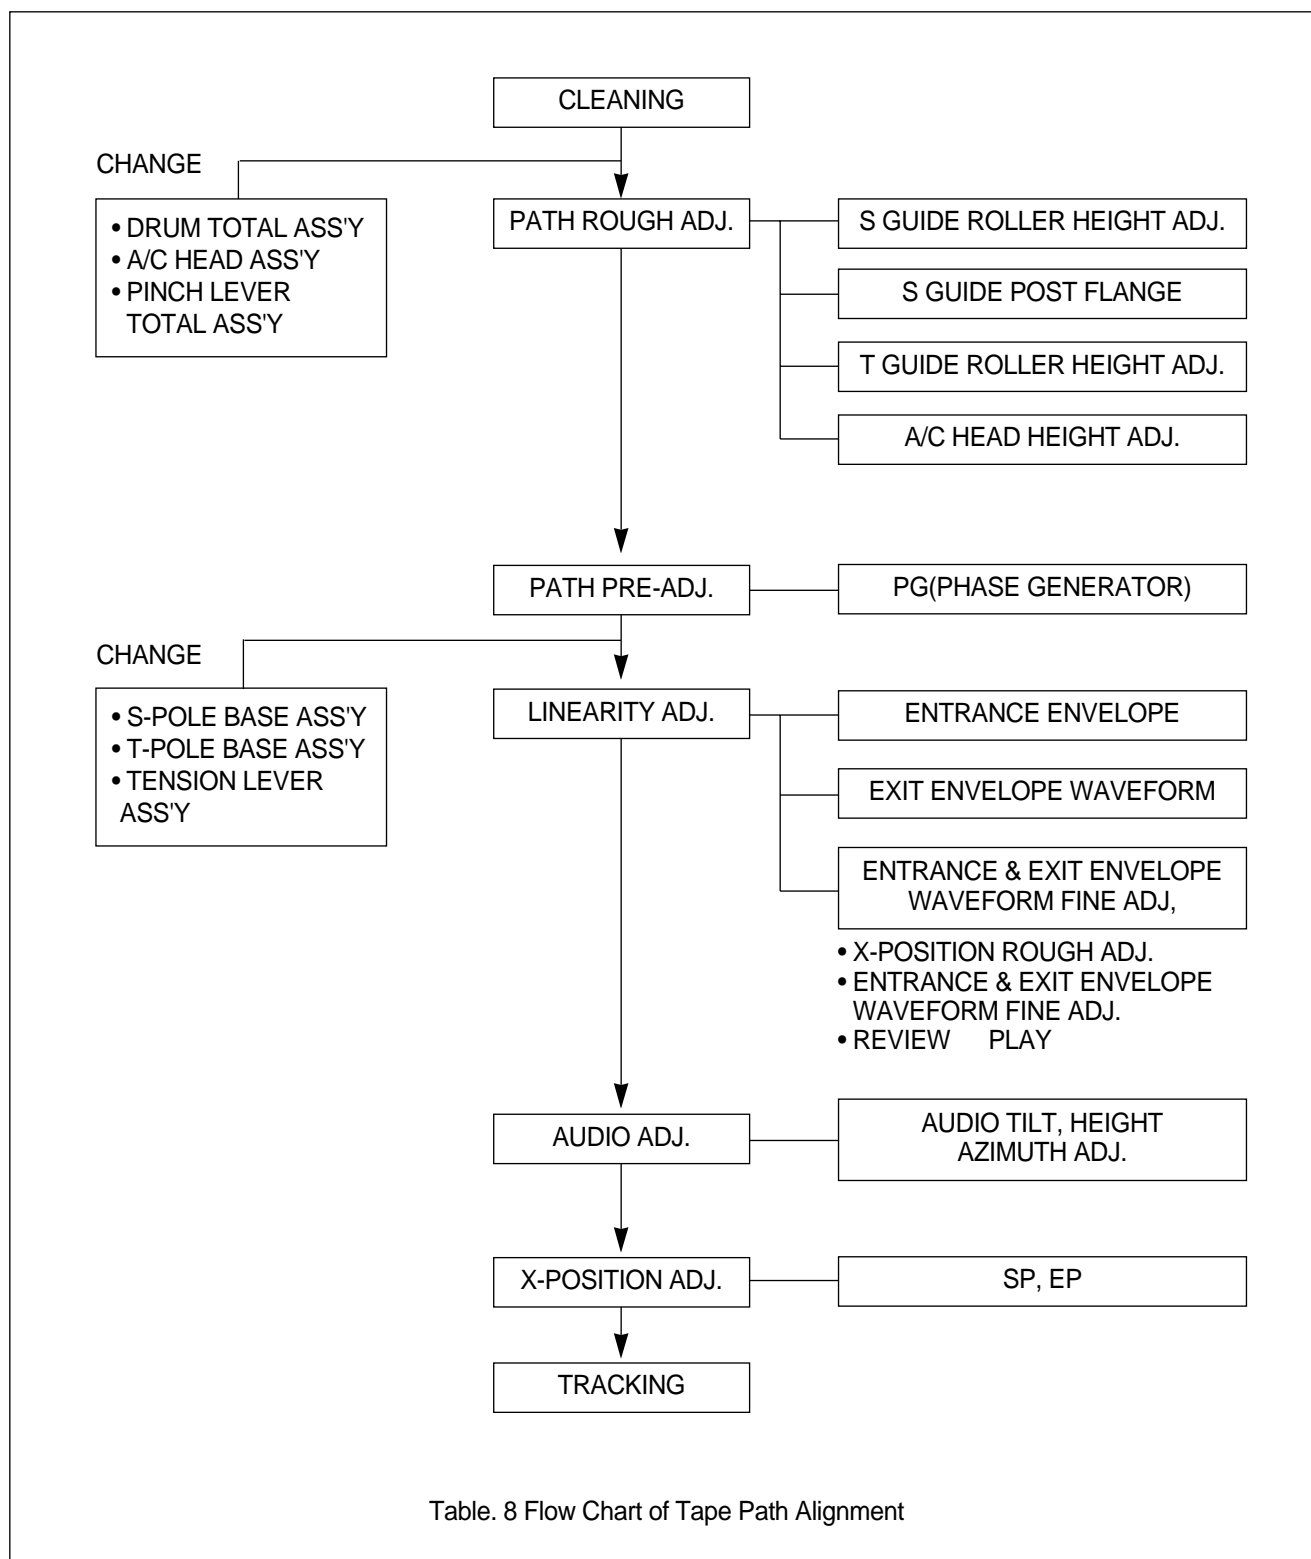 CLEANING
CHANGE
• DRUM TOTAL ASS'Y
• A/C HEAD ASS'Y
• PINCH LEVER
TOTAL ASS'Y
PATH ROUGH ADJ.
S GUIDE ROLLER HEIGHT ADJ.
S GUIDE POST FLANGE
T GUIDE ROLLER HEIGHT ADJ.
A/C HEAD HEIGHT ADJ.
PATH PRE-ADJ.
PG(PHASE GENERATOR)
CHANGE
• S-POLE BASE ASS'Y
• T-POLE BASE ASS'Y
• TENSION LEVER
ASS'Y
LINEARITY ADJ.
ENTRANCE ENVELOPE
EXIT ENVELOPE WAVEFORM
ENTRANCE & EXIT ENVELOPE
WAVEFORM FINE ADJ,
• X-POSITION ROUGH ADJ.
• ENTRANCE & EXIT ENVELOPE
WAVEFORM FINE ADJ.
• REVIEW PLAY
AUDIO ADJ.
AUDIO TILT, HEIGHT
AZIMUTH ADJ.
X-POSITION ADJ.
SP, EP
TRACKING
Table. 8 Flow Chart of Tape Path Alignment